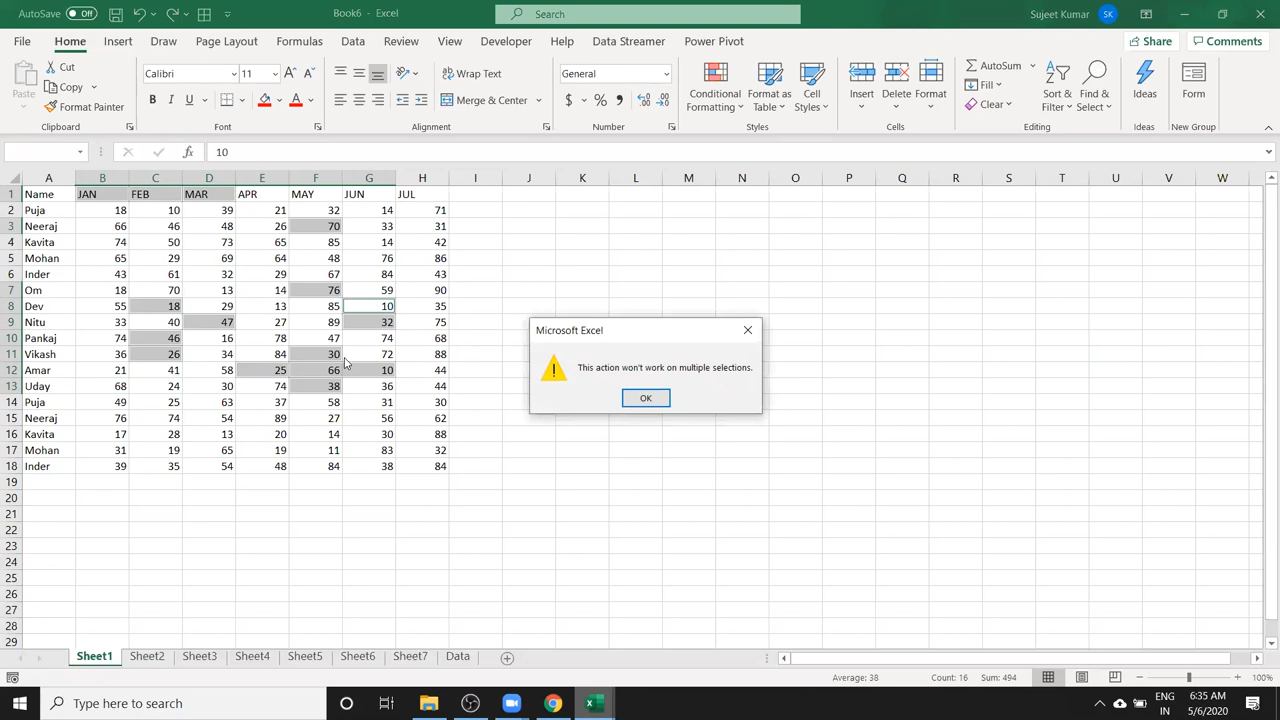 AutoSave Off Book6 - Excel Search Sujeet Kumar SK
File Home Insert Draw Page Layout Formulas Data Review View Developer Help Data Streamer Power Pivot Share Comments
Paste Cut Copy Format Painter Clipboard
Calibri 11 B I U A Font
Wrap Text Merge & Center Alignment
General $ % , Number
Conditional Formatting Format as Table Cell Styles Styles
Insert Delete Format Cells
AutoSum Fill Clear Sort & Filter Find & Select Editing
Ideas Ideas
Form New Group
fx 10
A B C D E F G H I J K L M N O P Q R S T U V W
1 Name JAN FEB MAR APR MAY JUN JUL
2 Puja 18 10 39 21 32 14 71
3 Neeraj 66 46 48 26 70 33 31
4 Kavita 74 50 73 65 85 14 42
5 Mohan 65 29 69 64 48 76 86
6 Inder 43 61 32 29 67 84 43
7 Om 18 70 13 14 76 59 90
8 Dev 55 18 29 13 85 10 35
9 Nitu 33 40 47 27 89 32 75
10 Pankaj 74 46 16 78 47 74 68
11 Vikash 36 26 34 84 30 72 88
12 Amar 21 41 58 25 66 10 44
13 Uday 68 24 30 74 38 36 44
14 Puja 49 25 63 37 58 31 30
15 Neeraj 76 74 54 89 27 56 62
16 Kavita 17 28 13 20 14 30 88
17 Mohan 31 19 65 19 11 83 32
18 Inder 39 35 54 48 84 38 84
19
20
21
22
23
24
25
26
27
28
29
Microsoft Excel
This action won't work on multiple selections.
OK
Sheet1 Sheet2 Sheet3 Sheet4 Sheet5 Sheet6 Sheet7 Data
Average: 38 Count: 16 Sum: 494 100%
Type here to search
ENG 6:35 AM
IN 5/6/2020